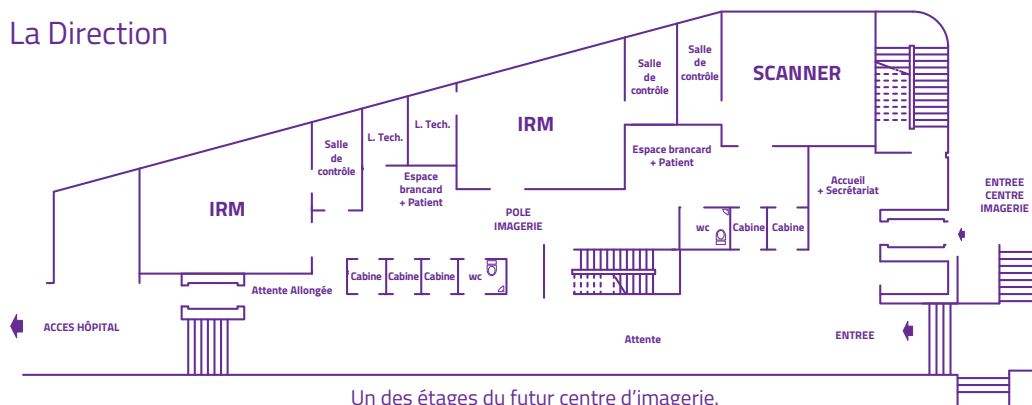 La Direction
Salle
de
contrôle
Salle
de
contrôle
SCANNER
IRM
L. Tech.
L. Tech.
Salle
de
contrôle
Espace brancard
+ Patient
Espace
brancard
+ Patient
Accueil
+ Secrétariat
ENTREE
CENTRE
IMAGERIE
IRM
POLE
IMAGERIE
wc
Cabine
Cabine
Cabine
Cabine
Cabine
wc
Attente Allongée
ACCES HÔPITAL
Attente
ENTREE
Un des étages du futur centre d'imagerie.